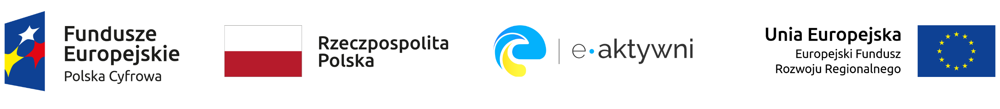 Fundusze
Europejskie
Polska Cyfrowa
Rzeczpospolita
Polska
e·aktywni
Unia Europejska
Europejski Fundusz
Rozwoju Regionalnego